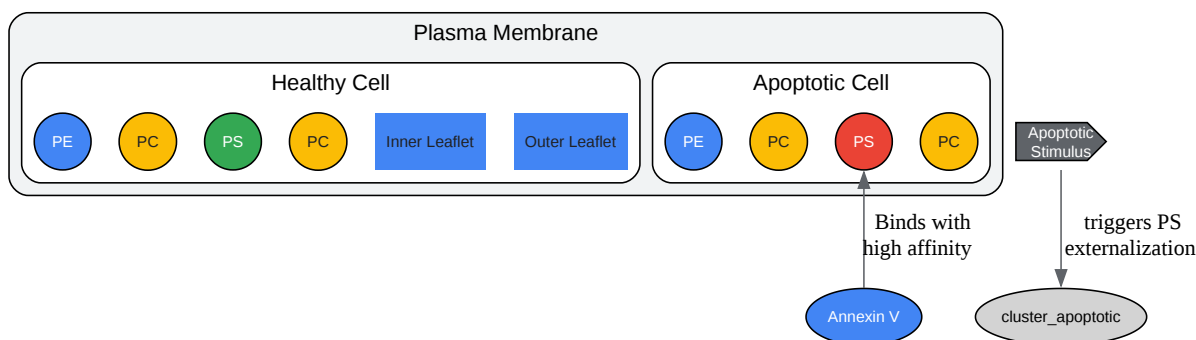 Plasma Membrane
Healthy Cell
Apoptotic Cell
PE
PC
PS
PC
Inner Leaflet
Outer Leaflet
PE
PC
PS
PC
Apoptotic
Stimulus
Binds with
high affinity
triggers PS
externalization
Annexin V
cluster_apoptotic